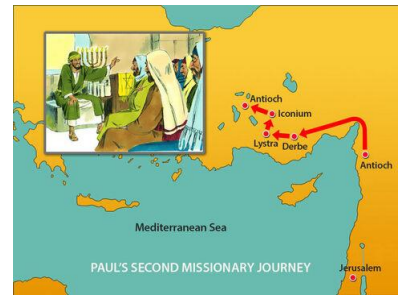 Antioch
Iconium
Lystra
Derbe
Antioch
Mediterranean Sea
PAUL'S SECOND MISSIONARY JOURNEY
Jerusalem